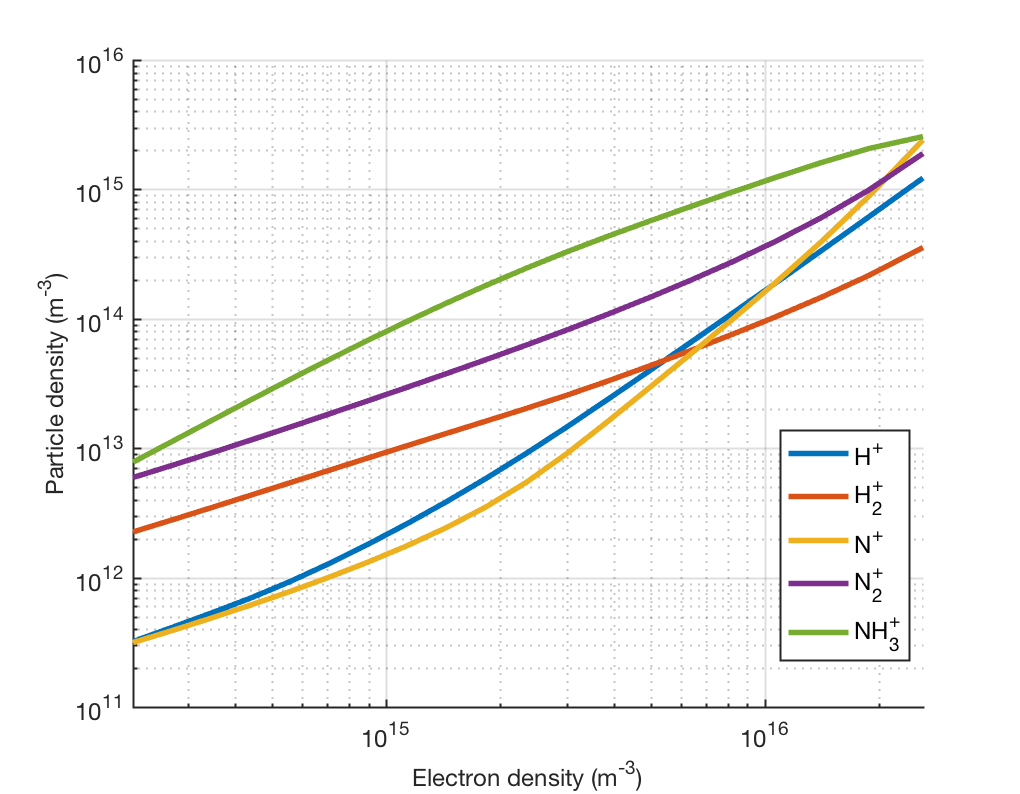 10^16
10^15
10^14
10^13
10^12
10^11
Particle density (m^-3)
10^15
10^16
Electron density (m^-3)
H^+
H_2^+
N^+
N_2^+
NH_3^+